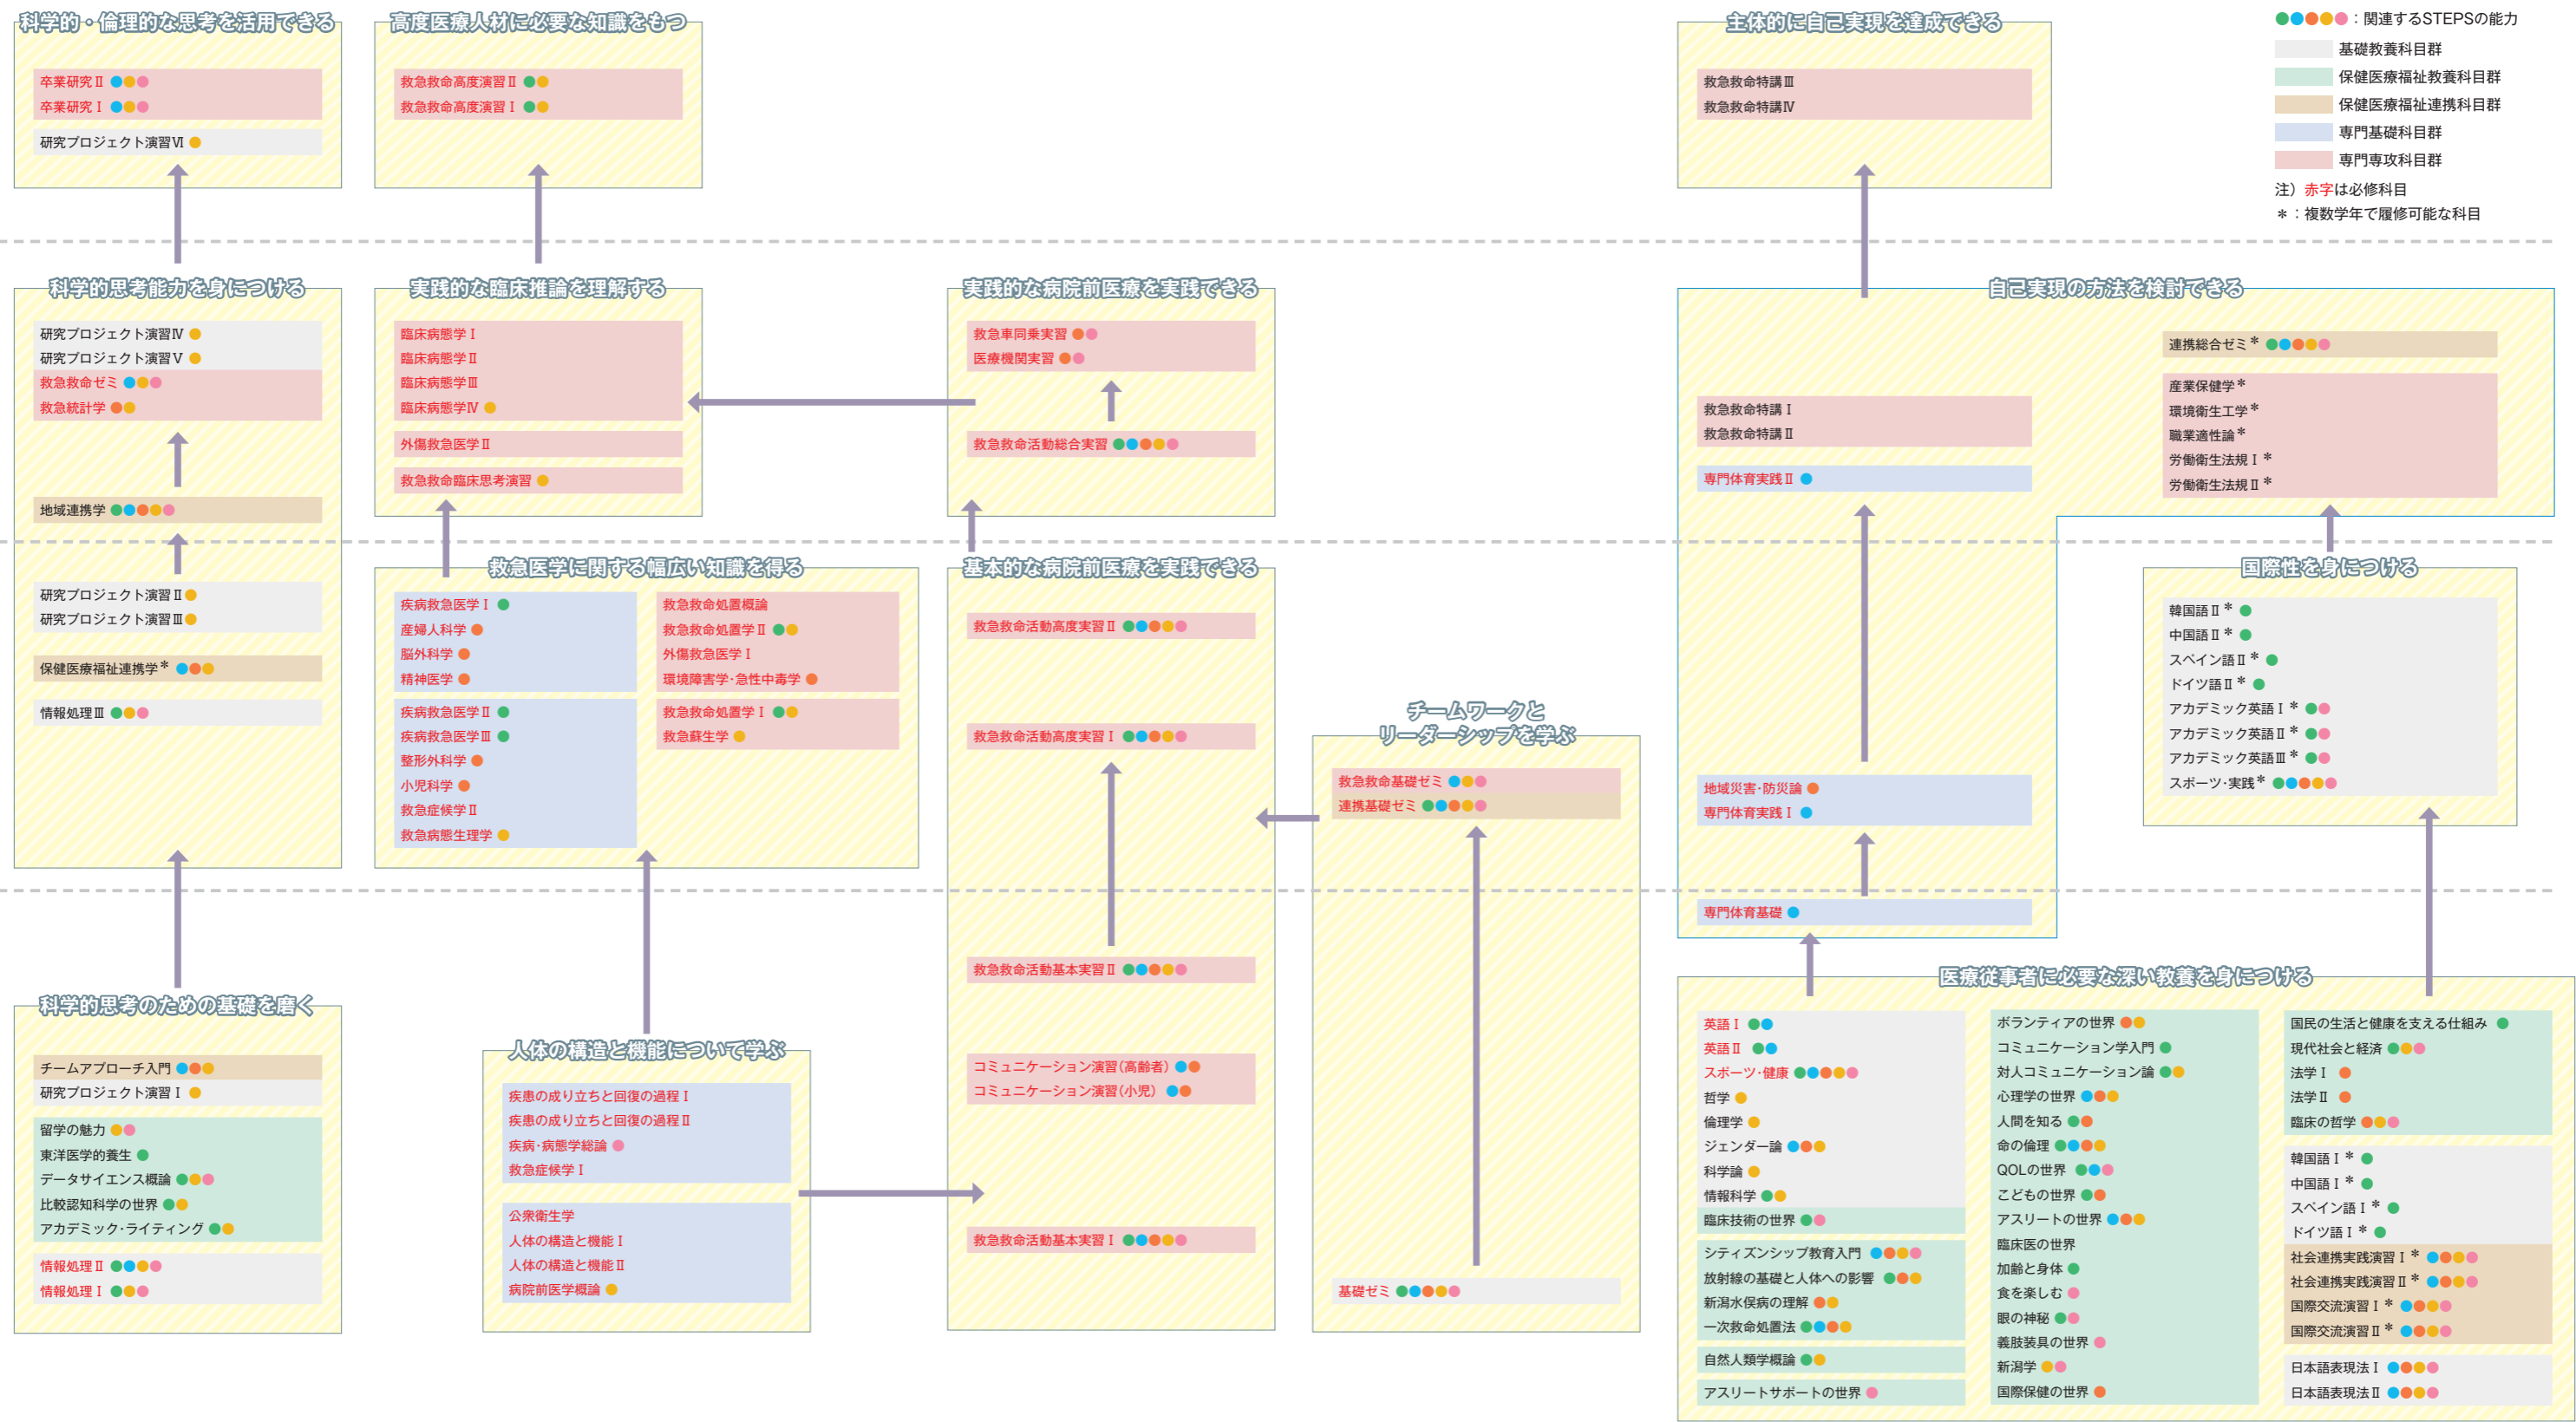 科学的・倫理的な思考を活用できる
卒業研究Ⅱ
卒業研究Ⅰ
研究プロジェクト演習Ⅵ
高度医療人材に必要な知識をもつ
救急救命高度演習Ⅱ
救急救命高度演習Ⅰ
主体的に自己実現を達成できる
救急救命特講Ⅲ
救急救命特講Ⅳ
：関連するSTEPSの能力
基礎教養科目群
保健医療福祉教養科目群
保健医療福祉連携科目群
専門基礎科目群
専門専攻科目群
注）赤字は必修科目
＊：複数学年で履修可能な科目
科学的思考能力を身につける
研究プロジェクト演習Ⅳ
研究プロジェクト演習Ⅴ
救急救命ゼミ
救急統計学
地域連携学
研究プロジェクト演習Ⅱ
研究プロジェクト演習Ⅲ
保健医療福祉連携学＊
情報処理Ⅲ
実践的な臨床推論を理解する
臨床病態学Ⅰ
臨床病態学Ⅱ
臨床病態学Ⅲ
臨床病態学Ⅳ
外傷救急医学Ⅱ
救急救命臨床思考演習
実践的な病院前医療を実践できる
救急車同乗実習
医療機関実習
救急救命活動総合実習
自己実現の方法を検討できる
救急救命特講Ⅰ
救急救命特講Ⅱ
専門体育実践Ⅱ
地域災害・防災論
専門体育実践Ⅰ
専門体育基礎
連携総合ゼミ＊
産業保健学＊
環境衛生工学＊
職業適性論＊
労働衛生法規Ⅰ＊
労働衛生法規Ⅱ＊
救急医学に関する幅広い知識を得る
疾病救急医学Ⅰ
産婦人科学
脳外科学
精神医学
疾病救急医学Ⅱ
疾病救急医学Ⅲ
整形外科学
小児科学
救急症候学Ⅱ
救急病態生理学
救急救命処置概論
救急救命処置学Ⅱ
外傷救急医学Ⅰ
環境障害学・急性中毒学
救急救命処置学Ⅰ
救急蘇生学
基本的な病院前医療を実践できる
救急救命活動高度実習Ⅱ
救急救命活動高度実習Ⅰ
救急救命活動基本実習Ⅱ
コミュニケーション演習（高齢者）
コミュニケーション演習（小児）
救急救命活動基本実習Ⅰ
チームワークと
リーダーシップを学ぶ
救急救命基礎ゼミ
連携基礎ゼミ
基礎ゼミ
国際性を身につける
韓国語Ⅱ＊
中国語Ⅱ＊
スペイン語Ⅱ＊
ドイツ語Ⅱ＊
アカデミック英語Ⅰ＊
アカデミック英語Ⅱ＊
アカデミック英語Ⅲ＊
スポーツ・実践＊
科学的思考のための基礎を磨く
チームアプローチ入門
研究プロジェクト演習Ⅰ
留学の魅力
東洋医学的養生
データサイエンス概論
比較認知科学の世界
アカデミック・ライティング
情報処理Ⅱ
情報処理Ⅰ
人体の構造と機能について学ぶ
疾患の成り立ちと回復の過程Ⅰ
疾患の成り立ちと回復の過程Ⅱ
疾病・病態学総論
救急症候学Ⅰ
公衆衛生学
人体の構造と機能Ⅰ
人体の構造と機能Ⅱ
病院前医学概論
医療従事者に必要な深い教養を身につける
英語Ⅰ
英語Ⅱ
スポーツ・健康
哲学
倫理学
ジェンダー論
科学論
情報科学
臨床技術の世界
シティズンシップ教育入門
放射線の基礎と人体への影響
新潟水俣病の理解
一次救命処置法
自然人類学概論
アスリートサポートの世界
ボランティアの世界
コミュニケーション学入門
対人コミュニケーション論
心理学の世界
人間を知る
命の倫理
QOLの世界
こどもの世界
アスリートの世界
臨床医の世界
加齢と身体
食を楽しむ
眼の神秘
義肢装具の世界
新潟学
国際保健の世界
国民の生活と健康を支える仕組み
現代社会と経済
法学Ⅰ
法学Ⅱ
臨床の哲学
韓国語Ⅰ＊
中国語Ⅰ＊
スペイン語Ⅰ＊
ドイツ語Ⅰ＊
社会連携実践演習Ⅰ＊
社会連携実践演習Ⅱ＊
国際交流演習Ⅰ＊
国際交流演習Ⅱ＊
日本語表現法Ⅰ
日本語表現法Ⅱ